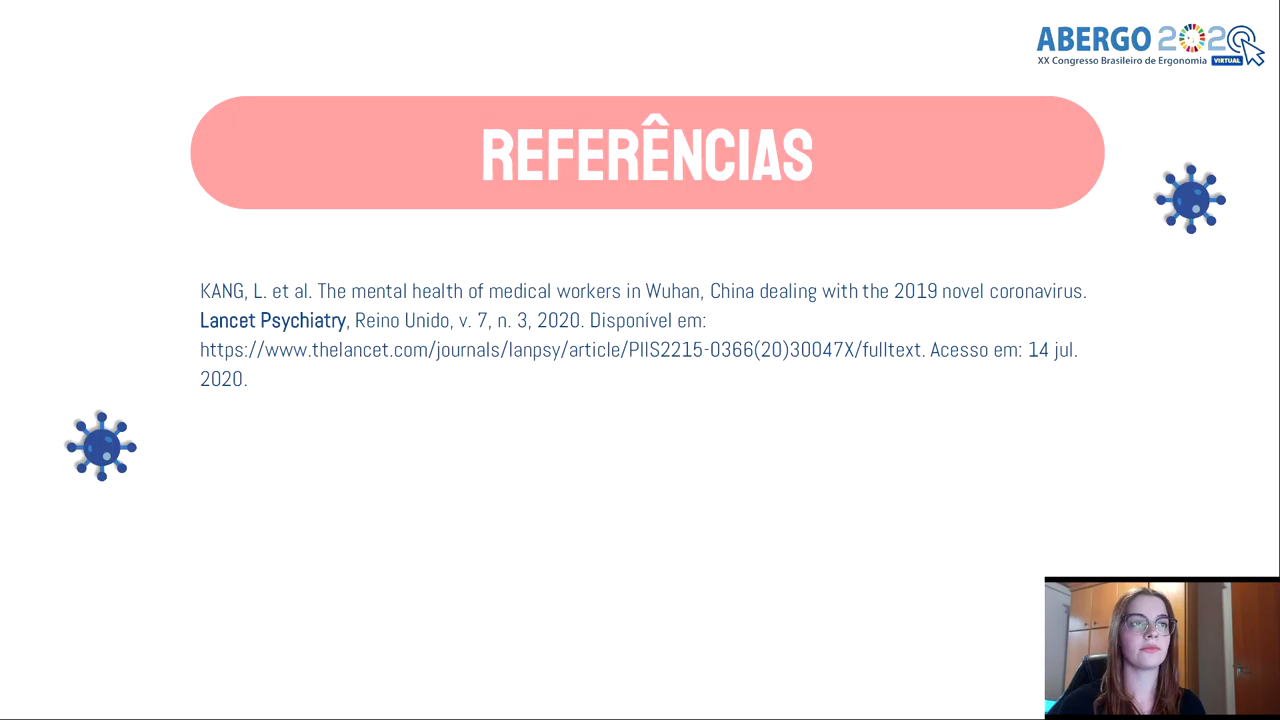 ABERGO 2020
XX Congresso Brasileiro de Ergonomia VIRTUAL
REFERÊNCIAS
KANG, L. et al. The mental health of medical workers in Wuhan, China dealing with the 2019 novel coronavirus.
Lancet Psychiatry, Reino Unido, v. 7, n. 3, 2020. Disponível em:
https://www.thelancet.com/journals/lanpsy/article/PIIS2215-0366(20)30047X/fulltext. Acesso em: 14 jul.
2020.